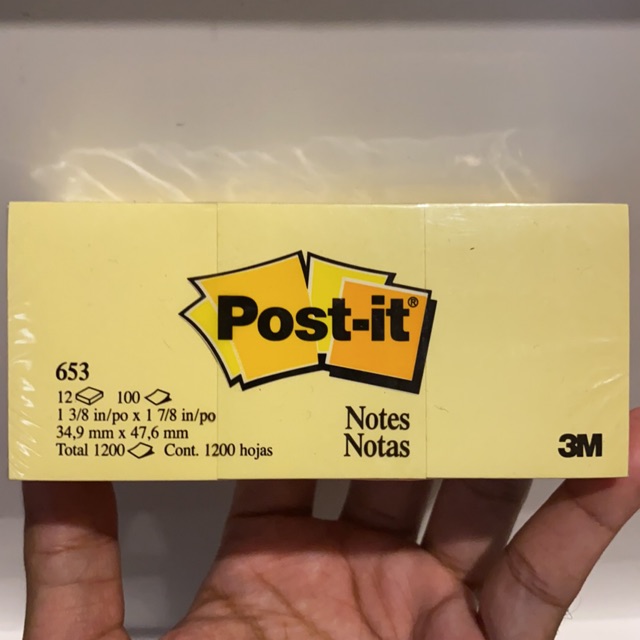 Post-it®
653
12 100
1 3/8 in/po x 1 7/8 in/po
34,9 mm x 47,6 mm
Total 1200 Cont. 1200 hojas
Notes
Notas
3M